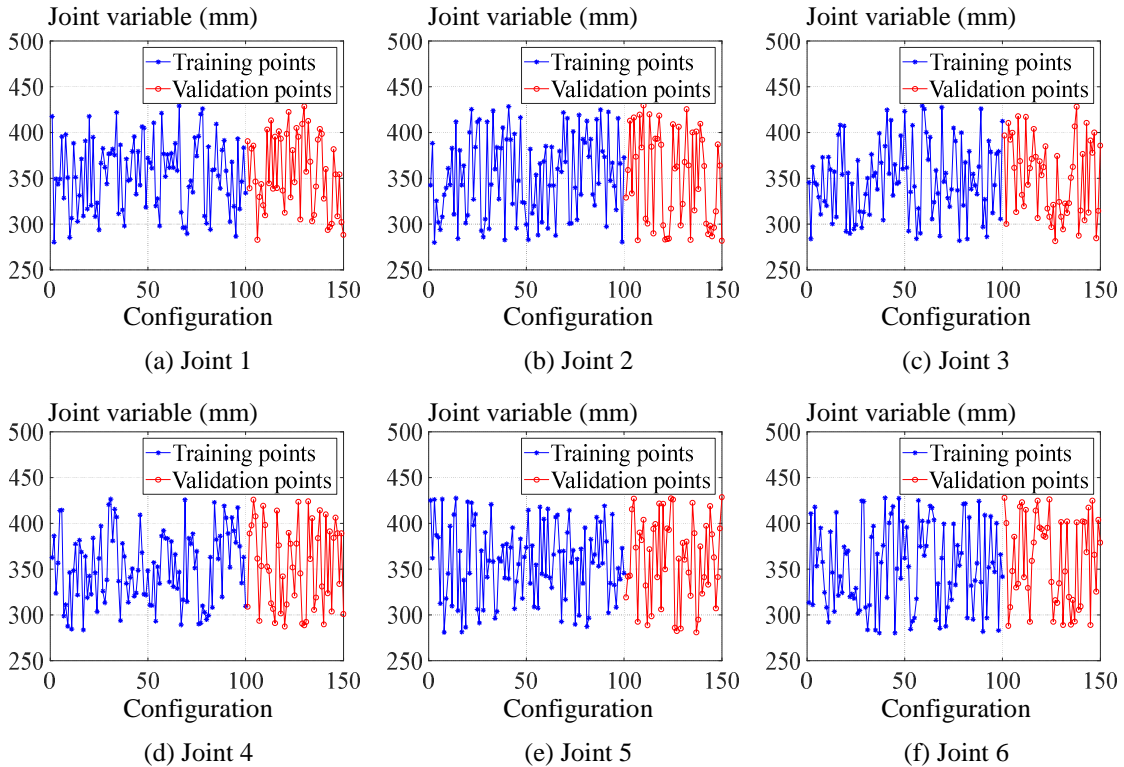 Joint variable (mm)
500
450
400
350
300
250
0
50
100
150
Training points
Validation points
Configuration
(a) Joint 1
Joint variable (mm)
500
450
400
350
300
250
0
50
100
150
Training points
Validation points
Configuration
(b) Joint 2
Joint variable (mm)
500
450
400
350
300
250
0
50
100
150
Training points
Validation points
Configuration
(c) Joint 3
Joint variable (mm)
500
450
400
350
300
250
0
50
100
150
Training points
Validation points
Configuration
(d) Joint 4
Joint variable (mm)
500
450
400
350
300
250
0
50
100
150
Training points
Validation points
Configuration
(e) Joint 5
Joint variable (mm)
500
450
400
350
300
250
0
50
100
150
Training points
Validation points
Configuration
(f) Joint 6